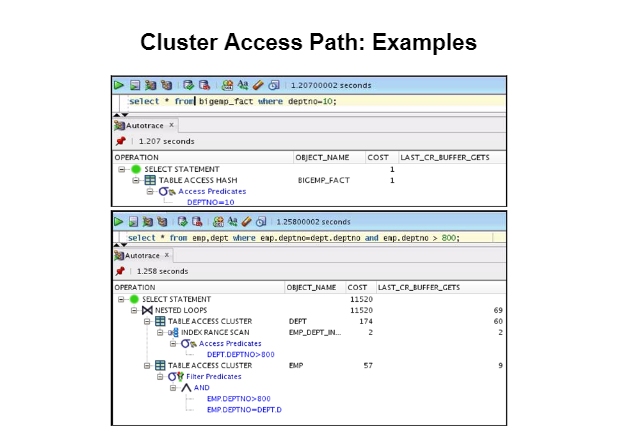 Cluster Access Path: Examples
1.20700002 seconds
select * from bigemp_fact where deptno=10;
Autotrace x
1.207 seconds
OPERATION OBJECT_NAME COST LAST_CR_BUFFER_GETS
SELECT STATEMENT 1
TABLE ACCESS HASH BIGEMP_FACT 1
Access Predicates
DEPTNO=10
1.25800002 seconds
select * from emp,dept where emp.deptno=dept.deptno and emp.deptno > 800;
Autotrace x
1.258 seconds
OPERATION OBJECT_NAME COST LAST_CR_BUFFER_GETS
SELECT STATEMENT 11520
NESTED LOOPS 11520 69
TABLE ACCESS CLUSTER DEPT 174 60
INDEX RANGE SCAN EMP_DEPT_IN... 2 2
Access Predicates
DEPT.DEPTNO>800
TABLE ACCESS CLUSTER EMP 57 9
Filter Predicates
AND
EMP.DEPTNO>800
EMP.DEPTNO=DEPT.D